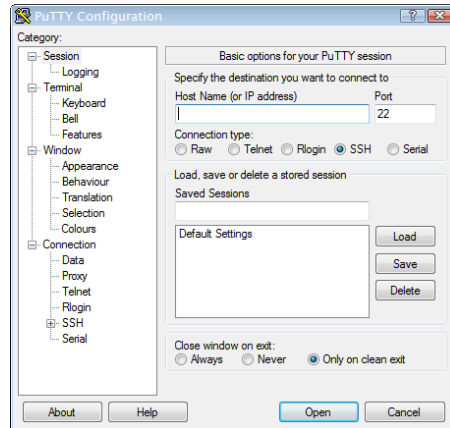 PuTTY Configuration
Category:
Session
Logging
Terminal
Keyboard
Bell
Features
Window
Appearance
Behaviour
Translation
Selection
Colours
Connection
Data
Proxy
Telnet
Rlogin
SSH
Serial
Basic options for your PuTTY session
Specify the destination you want to connect to
Host Name (or IP address) Port
22
Connection type:
Raw Telnet Rlogin SSH Serial
Load, save or delete a stored session
Saved Sessions
Default Settings
Load
Save
Delete
Close window on exit:
Always Never Only on clean exit
About Help Open Cancel